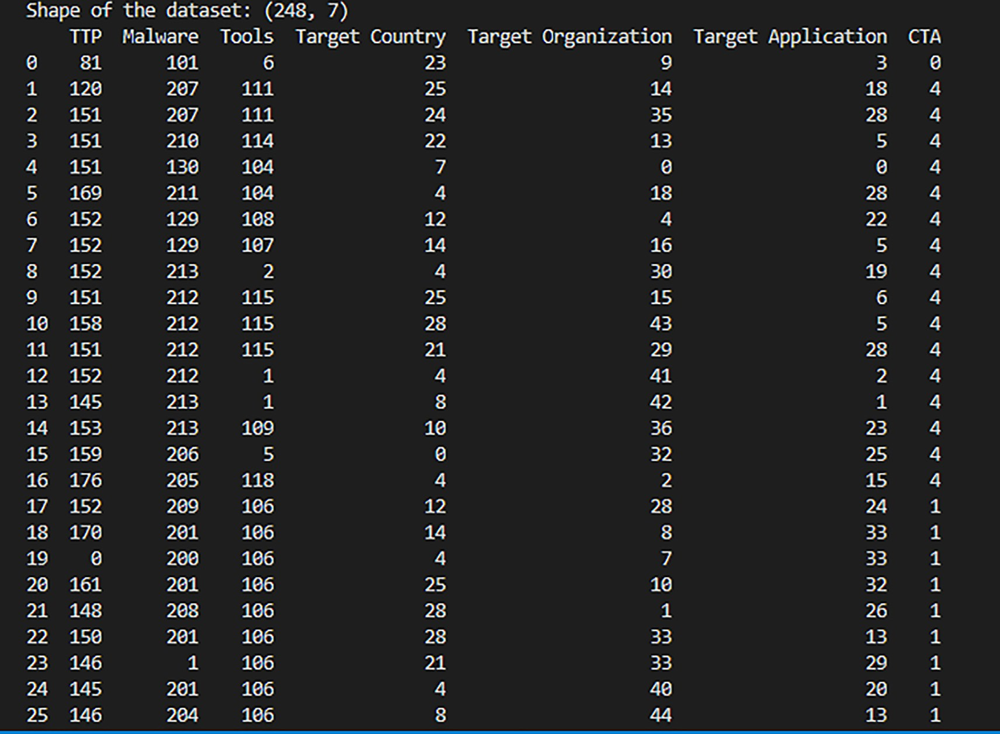 Shape of the dataset: (248, 7)
TTP Malware Tools Target Country Target Organization Target Application CTA
0 81 101 6 23 9 3 0
1 120 207 111 25 14 18 4
2 151 207 111 24 35 28 4
3 151 210 114 22 13 5 4
4 151 130 104 7 0 0 4
5 169 211 104 4 18 28 4
6 152 129 108 12 4 22 4
7 152 129 107 14 16 5 4
8 152 213 2 4 30 19 4
9 151 212 115 25 15 6 4
10 158 212 115 28 43 5 4
11 151 212 115 21 29 28 4
12 152 212 1 4 41 2 4
13 145 213 1 8 42 1 4
14 153 213 109 10 36 23 4
15 159 206 5 0 32 25 4
16 176 205 118 4 2 15 4
17 152 209 106 12 28 24 1
18 170 201 106 14 8 33 1
19 0 200 106 4 7 33 1
20 161 201 106 25 10 32 1
21 148 208 106 28 1 26 1
22 150 201 106 28 33 13 1
23 146 1 106 21 33 29 1
24 145 201 106 4 40 20 1
25 146 204 106 8 44 13 1